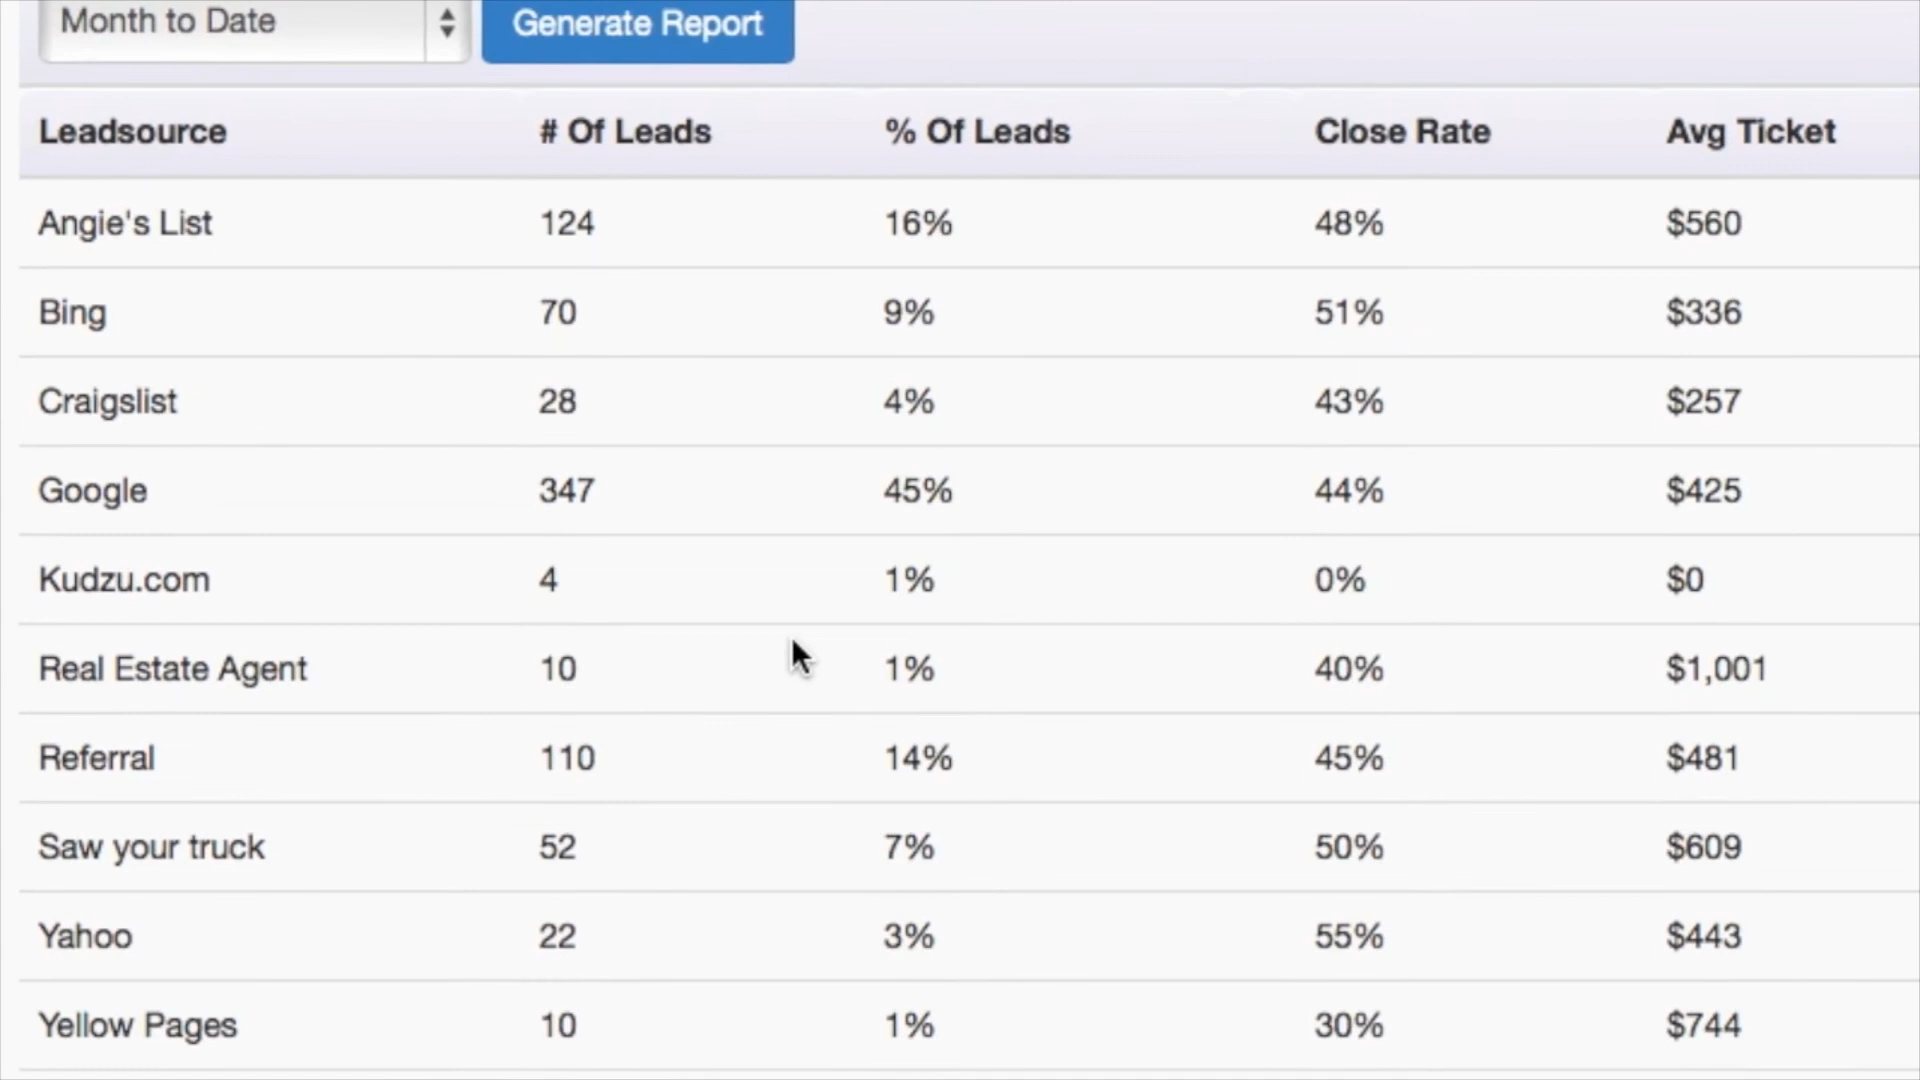 Month to Date Generate Report
Leadsource # Of Leads % Of Leads Close Rate Avg Ticket
Angie's List 124 16% 48% $560
Bing 70 9% 51% $336
Craigslist 28 4% 43% $257
Google 347 45% 44% $425
Kudzu.com 4 1% 0% $0
Real Estate Agent 10 1% 40% $1,001
Referral 110 14% 45% $481
Saw your truck 52 7% 50% $609
Yahoo 22 3% 55% $443
Yellow Pages 10 1% 30% $744